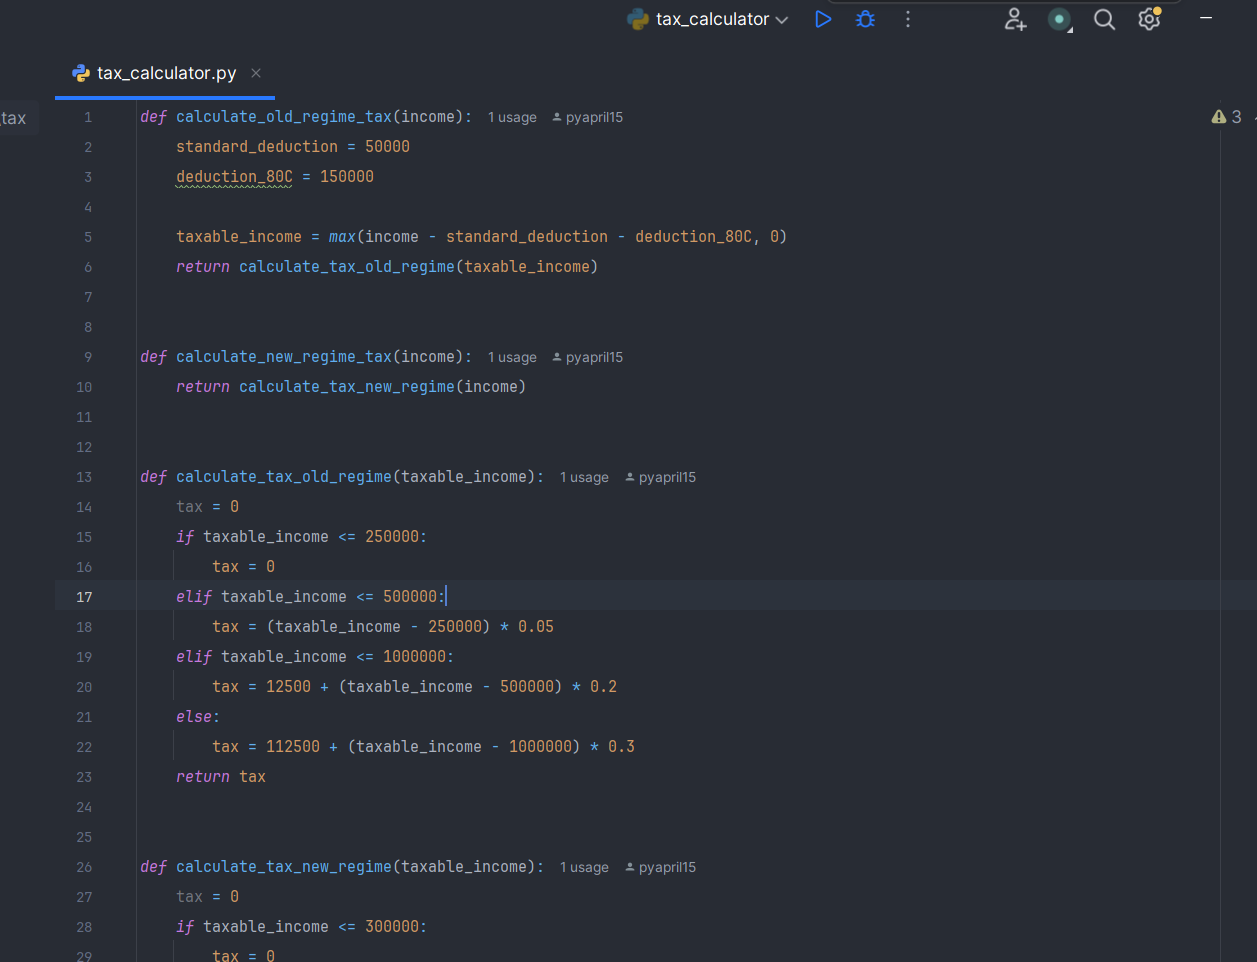 tax_calculator
tax_calculator.py
tax
3
1 def calculate_old_regime_tax(income): 1 usage pyapril15
2 standard_deduction = 50000
3 deduction_80C = 150000
4
5 taxable_income = max(income - standard_deduction - deduction_80C, 0)
6 return calculate_tax_old_regime(taxable_income)
7
8
9 def calculate_new_regime_tax(income): 1 usage pyapril15
10 return calculate_tax_new_regime(income)
11
12
13 def calculate_tax_old_regime(taxable_income): 1 usage pyapril15
14 tax = 0
15 if taxable_income <= 250000:
16 tax = 0
17 elif taxable_income <= 500000:
18 tax = (taxable_income - 250000) * 0.05
19 elif taxable_income <= 1000000:
20 tax = 12500 + (taxable_income - 500000) * 0.2
21 else:
22 tax = 112500 + (taxable_income - 1000000) * 0.3
23 return tax
24
25
26 def calculate_tax_new_regime(taxable_income): 1 usage pyapril15
27 tax = 0
28 if taxable_income <= 300000:
29 tax = 0